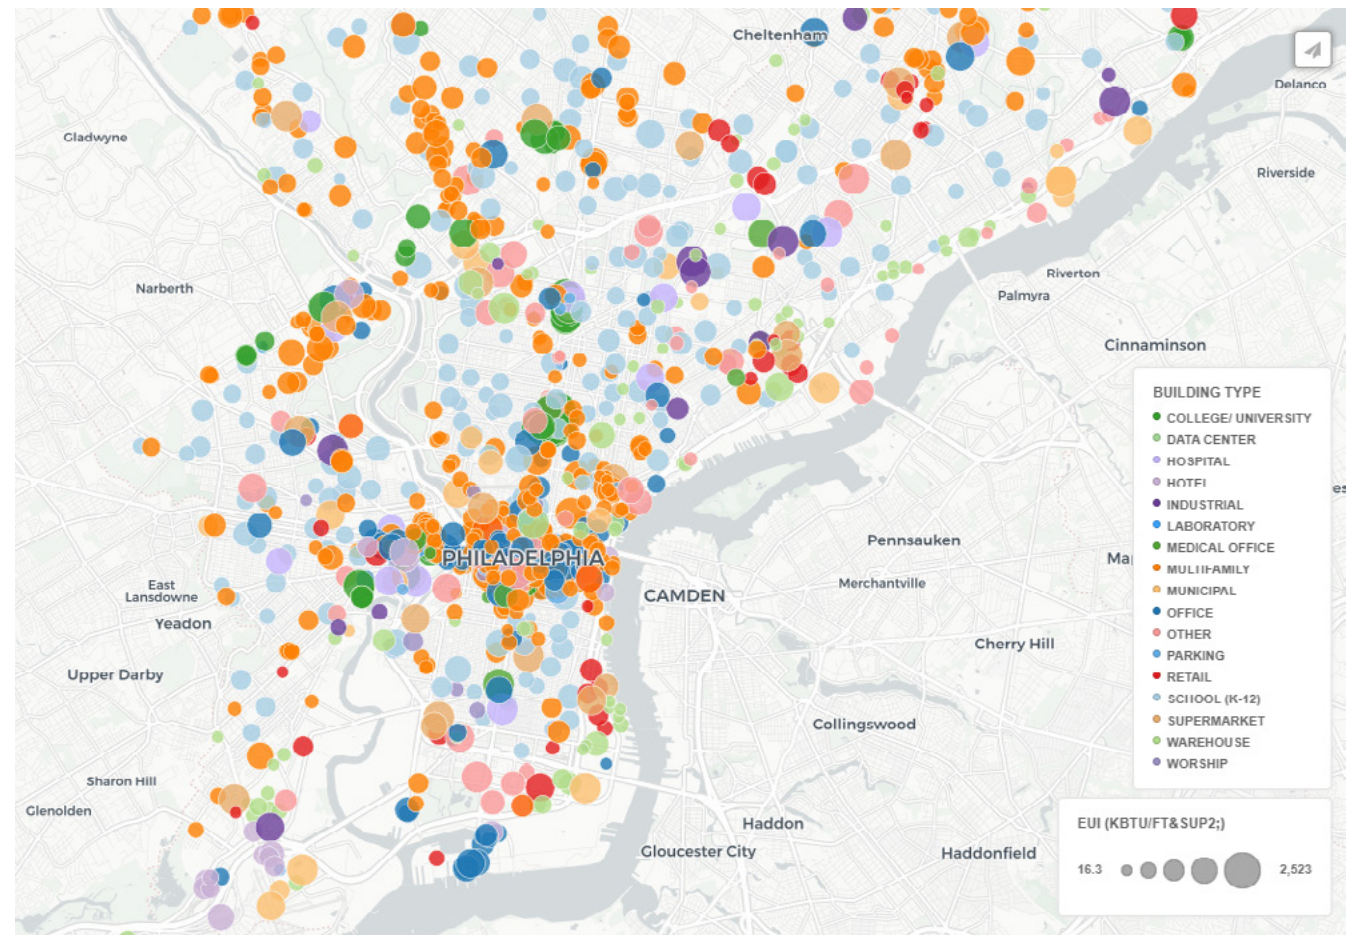 Cheltenham
Delanco
Gladwyne
Riverside
Riverton
Narberth
Palmyra
Cinnaminson
BUILDING TYPE
COLLEGE/ UNIVERSITY
DATA CENTER
HOSPITAL
HOTEL
INDUSTRIAL
LABORATORY
MEDICAL OFFICE
MULTIFAMILY
MUNICIPAL
OFFICE
OTHER
PARKING
RETAIL
SCHOOL (K-12)
SUPERMARKET
WAREHOUSE
WORSHIP
es
Pennsauken
PHILADELPHIA
Ma
Merchantville
East
Lansdowne
CAMDEN
Yeadon
Cherry Hill
Upper Darby
Collingswood
Sharon Hill
Glenolden
Haddon
EUI (KBTU/FT&SUP2;)
Gloucester City
Haddonfield
16.3
2,523